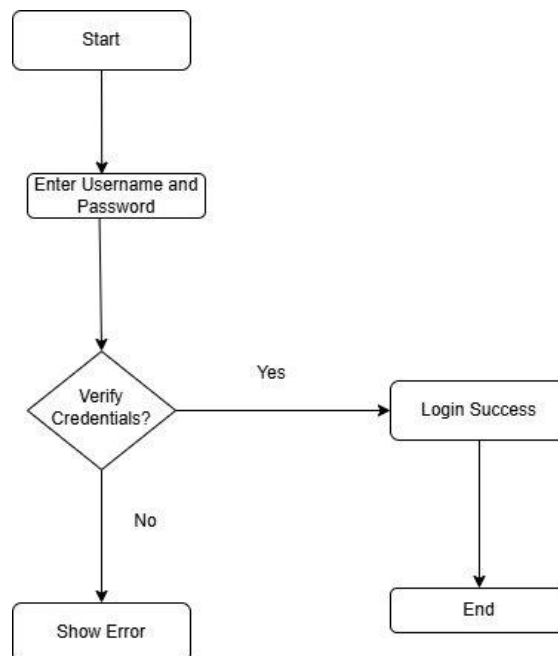 Start
Enter Username and
Password
Verify
Credentials?
Yes
Login Success
No
Show Error
End